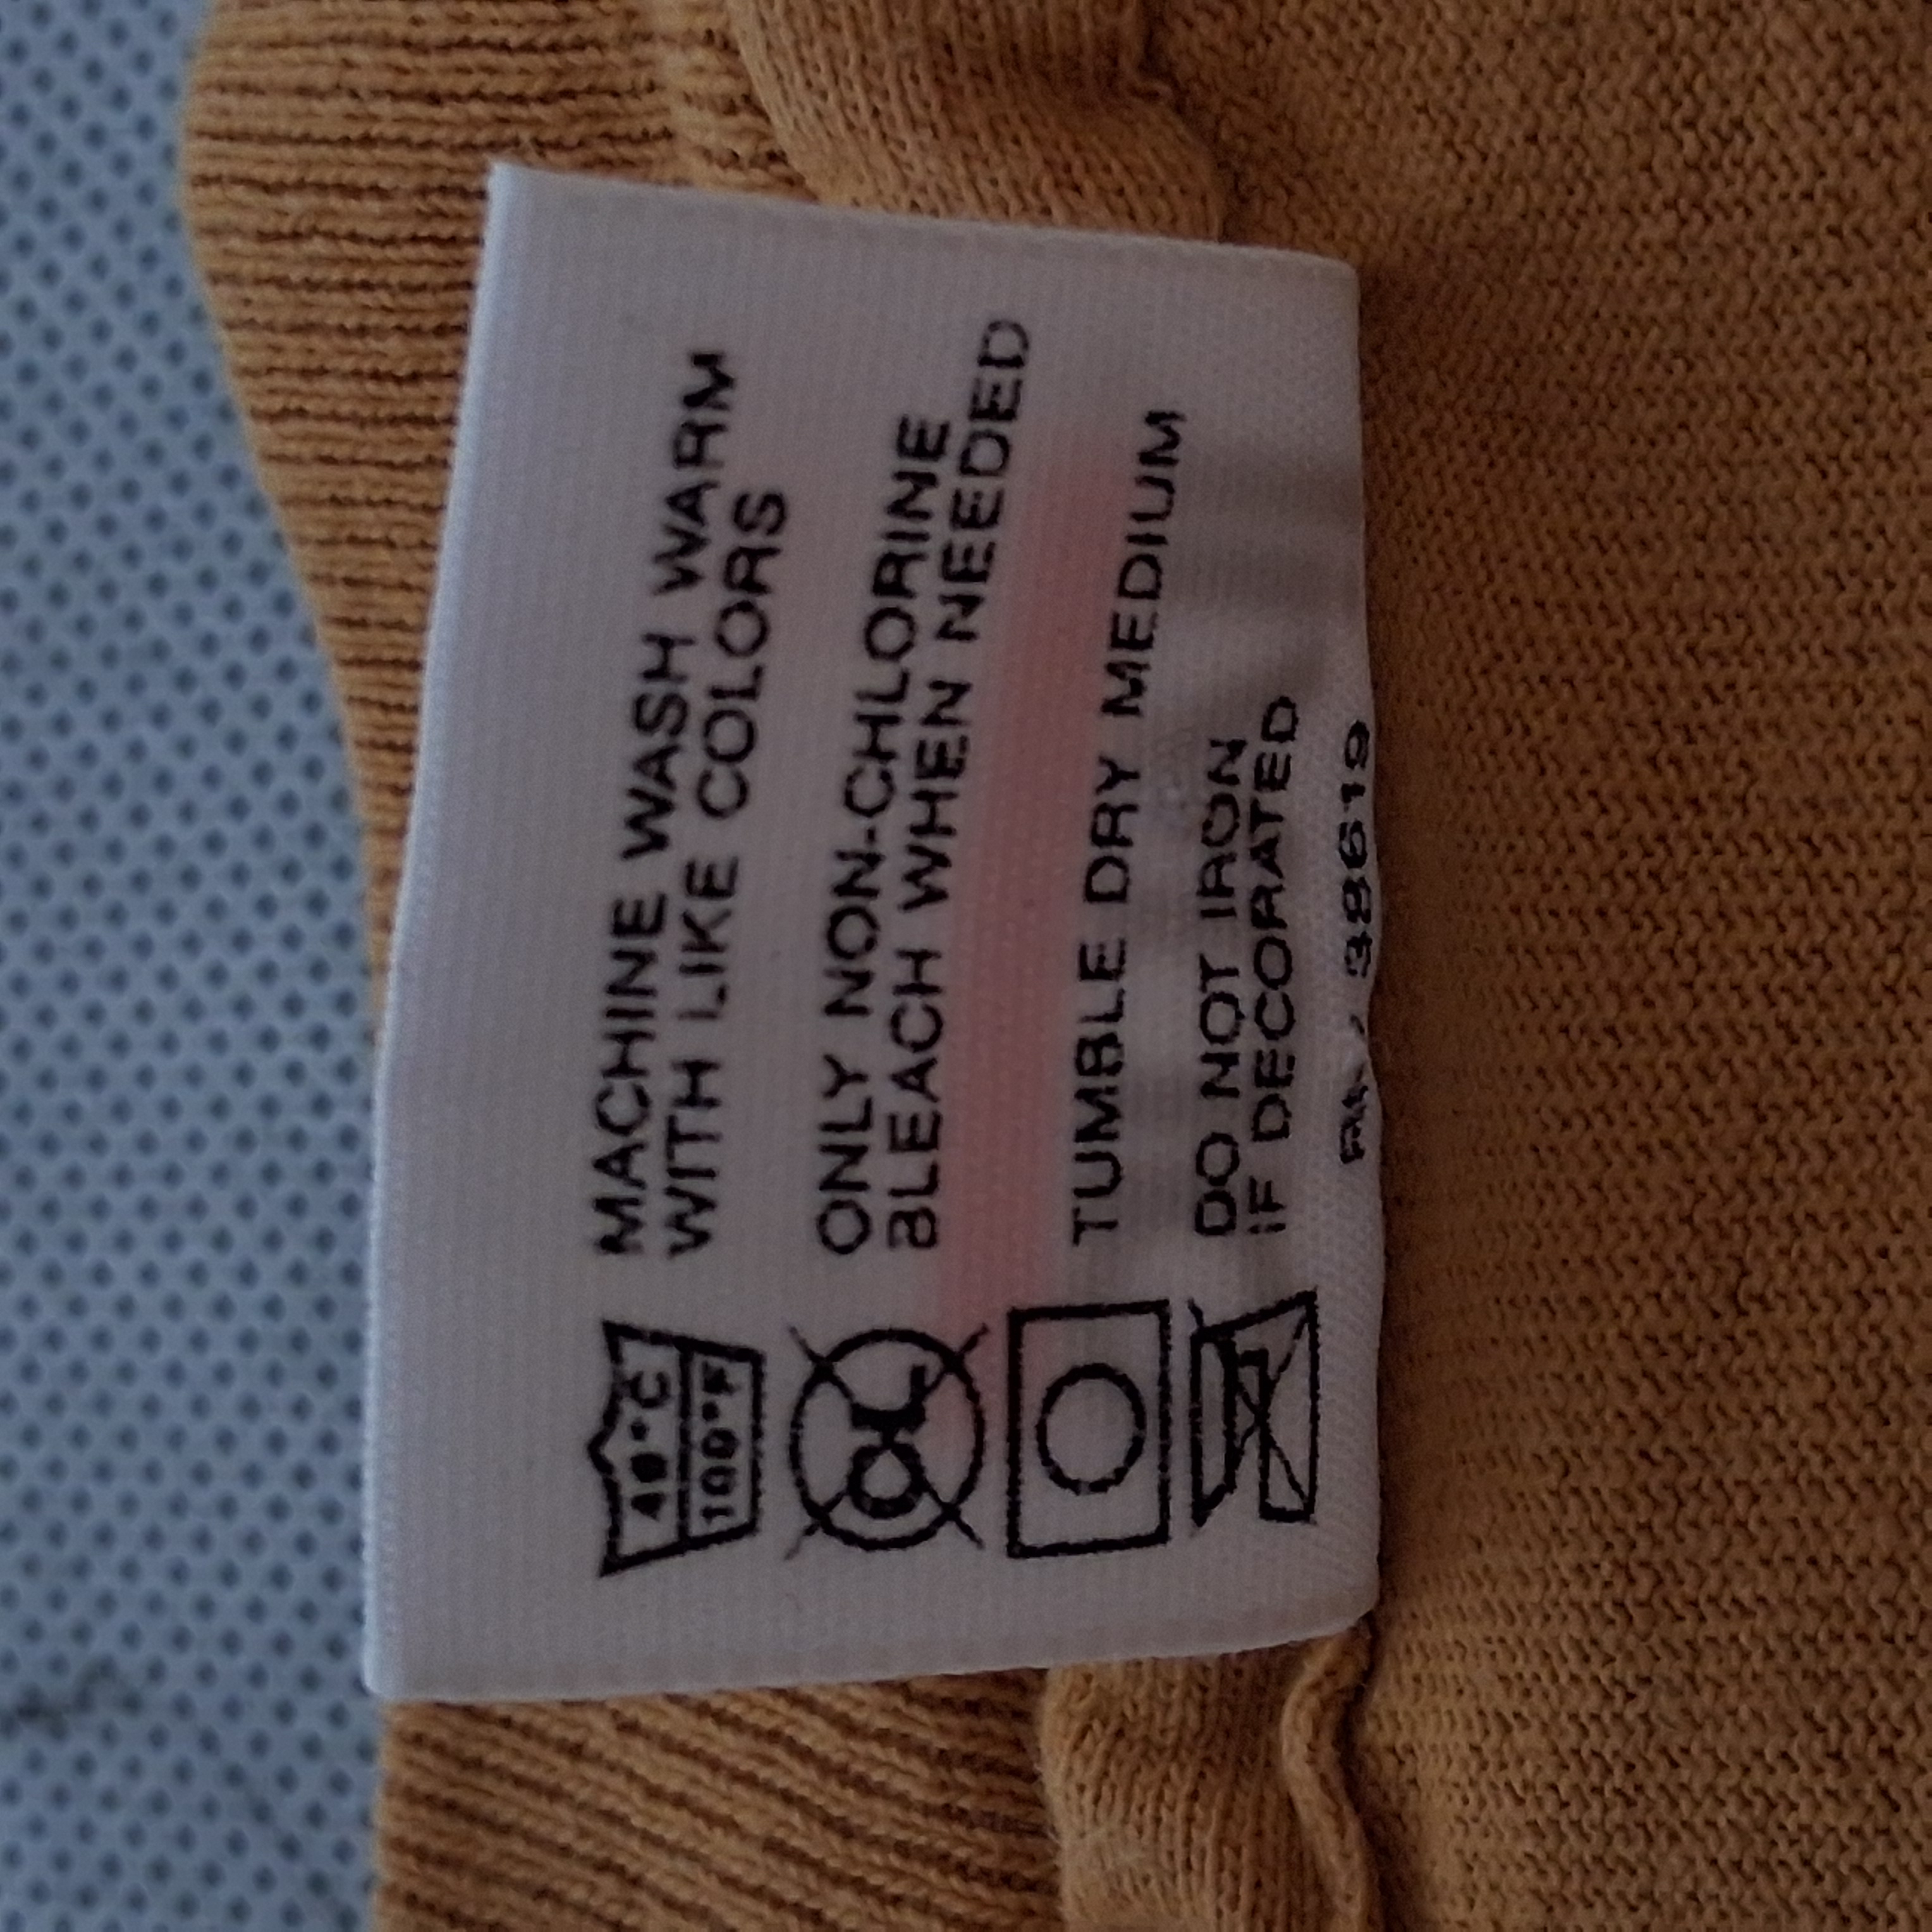 MACHINE WASH WARM
WITH LIKE COLORS
40°C
100°F
ONLY NON-CHLORINE
BLEACH WHEN NEEDED
CL
TUMBLE DRY MEDIUM
DO NOT IRON
IF DECORATED
38619